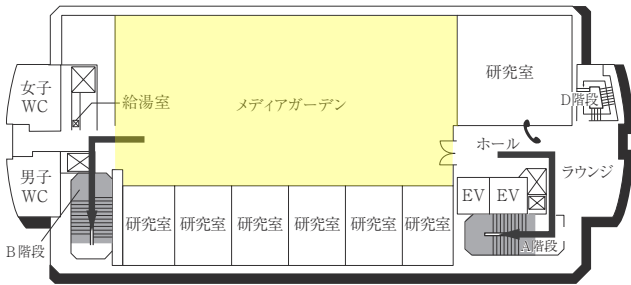 女子
WC
給湯室
メディアガーデン
研究室
D階段
ホール
ラウンジ
男子
WC
EV
EV
研究室
研究室
研究室
研究室
研究室
研究室
B階段
A階段